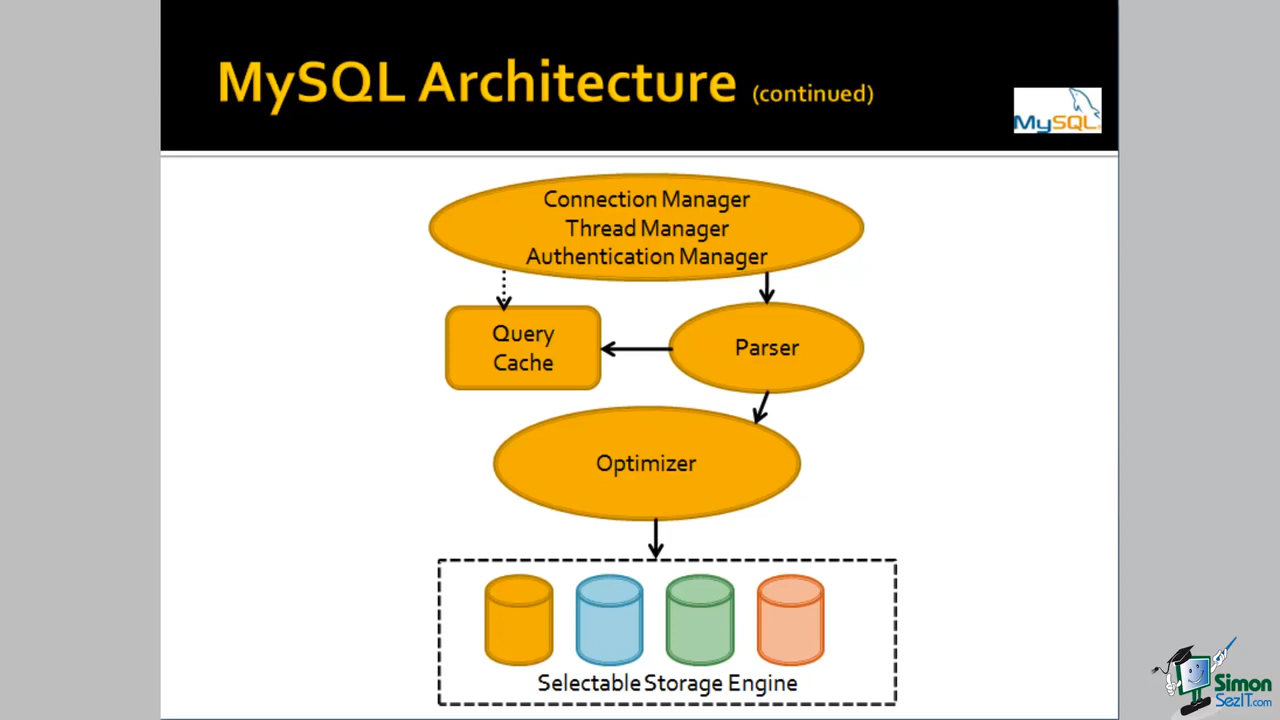 MySQL Architecture (continued)
MySQL
Connection Manager
Thread Manager
Authentication Manager
Query
Cache
Parser
Optimizer
Selectable Storage Engine
Simon
SezIT.com